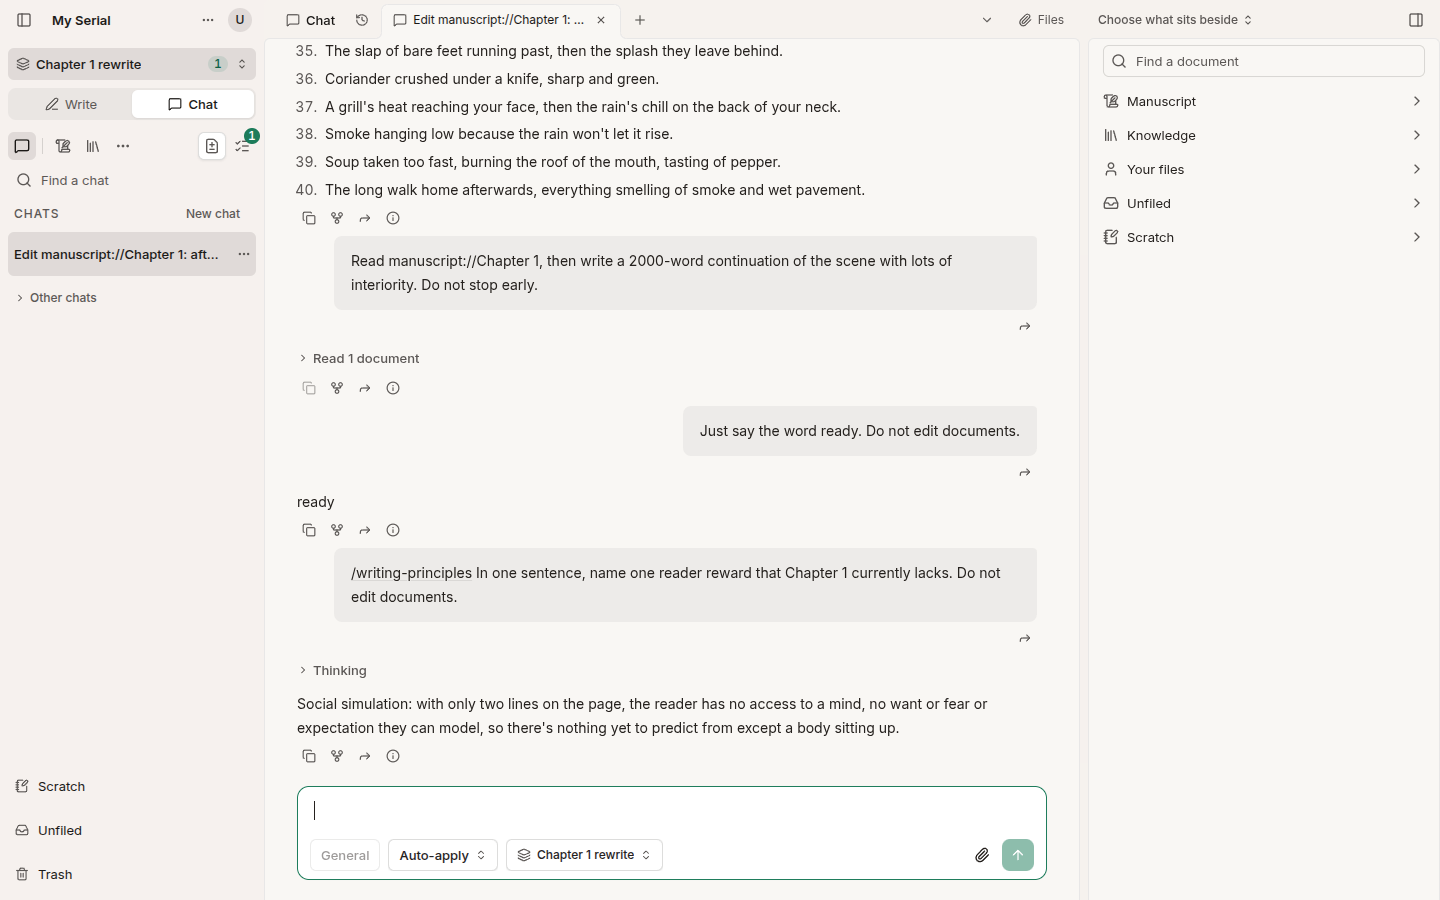 My Serial
U
Chapter 1 rewrite
1
Write
Chat
1
Find a chat
CHATS
New chat
Edit manuscript://Chapter 1: aft...
Other chats
Scratch
Unfiled
Trash
Chat
Edit manuscript://Chapter 1: ...
Files
35. The slap of bare feet running past, then the splash they leave behind.
36. Coriander crushed under a knife, sharp and green.
37. A grill's heat reaching your face, then the rain's chill on the back of your neck.
38. Smoke hanging low because the rain won't let it rise.
39. Soup taken too fast, burning the roof of the mouth, tasting of pepper.
40. The long walk home afterwards, everything smelling of smoke and wet pavement.
Read manuscript://Chapter 1, then write a 2000-word continuation of the scene with lots of
interiority. Do not stop early.
Read 1 document
Just say the word ready. Do not edit documents.
ready
/writing-principles In one sentence, name one reader reward that Chapter 1 currently lacks. Do not
edit documents.
Thinking
Social simulation: with only two lines on the page, the reader has no access to a mind, no want or fear or
expectation they can model, so there's nothing yet to predict from except a body sitting up.
General
Auto-apply
Chapter 1 rewrite
Choose what sits beside
Find a document
Manuscript
Knowledge
Your files
Unfiled
Scratch